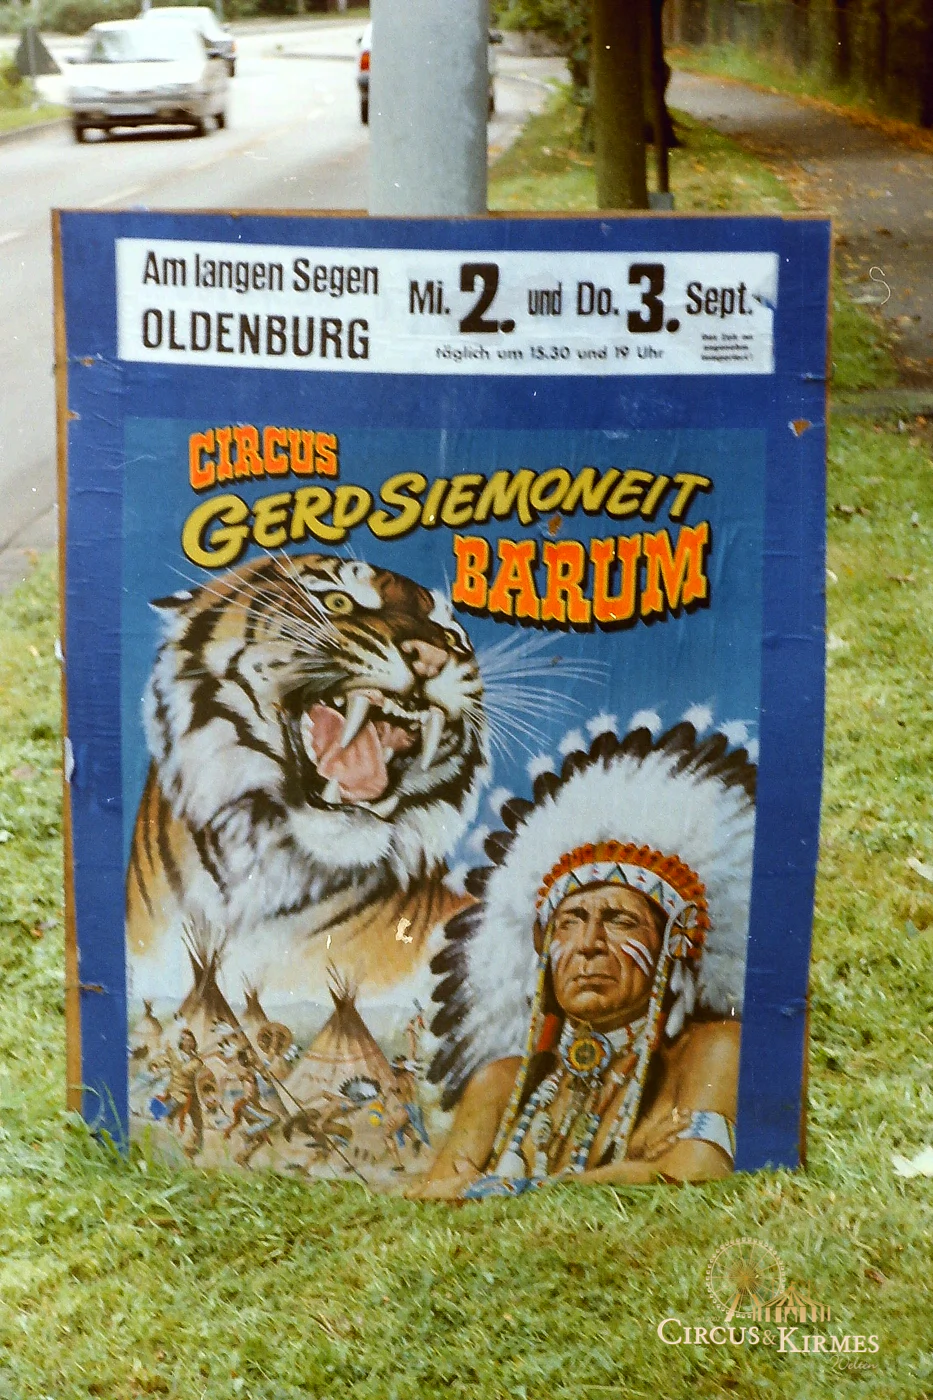 Am langen Segen
OLDENBURG
Mi. 2. und Do. 3. Sept.
täglich um 15.30 und 19 Uhr
CIRCUS
GERD SIEMONEIT
BARUM
CIRCUS & KIRMES